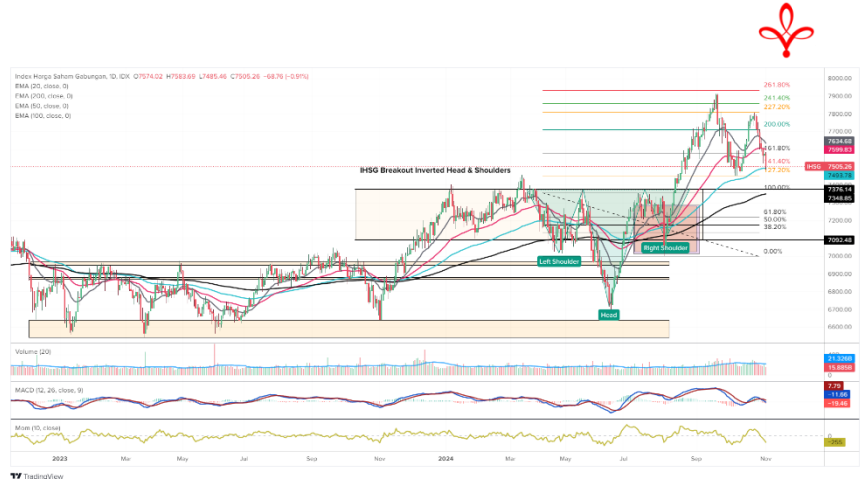 Index Harga Saham Gabungan, 1D, IDX O7574.02 H7593.69 L7485.46 C7505.26 −68.76 (−0.91%)
EMA (20, close, 0)
EMA (200, close, 0)
EMA (50, close, 0)
EMA (100, close, 0)
IHSG Breakout Inverted Head & Shoulders
261.80%
241.40%
227.20%
200.00%
161.80%
141.40%
127.20%
100.00%
61.80%
50.00%
38.20%
0.00%
Left Shoulder
Right Shoulder
Head
8000.00
7900.00
7800.00
7700.00
7634.68
7599.83
IHSG 7505.26
7493.78
7376.14
7348.85
7200.00
7092.48
7000.00
6900.00
6800.00
6700.00
6600.00
Volume (20)
21.326B
15.885B
0
MACD (12, 26, close, 9)
7.79
−11.66
−19.46
Mom (10, close)
0
−255
2023
Mar
May
Jul
Sep
Nov
2024
Mar
May
Jul
Sep
Nov
TradingView